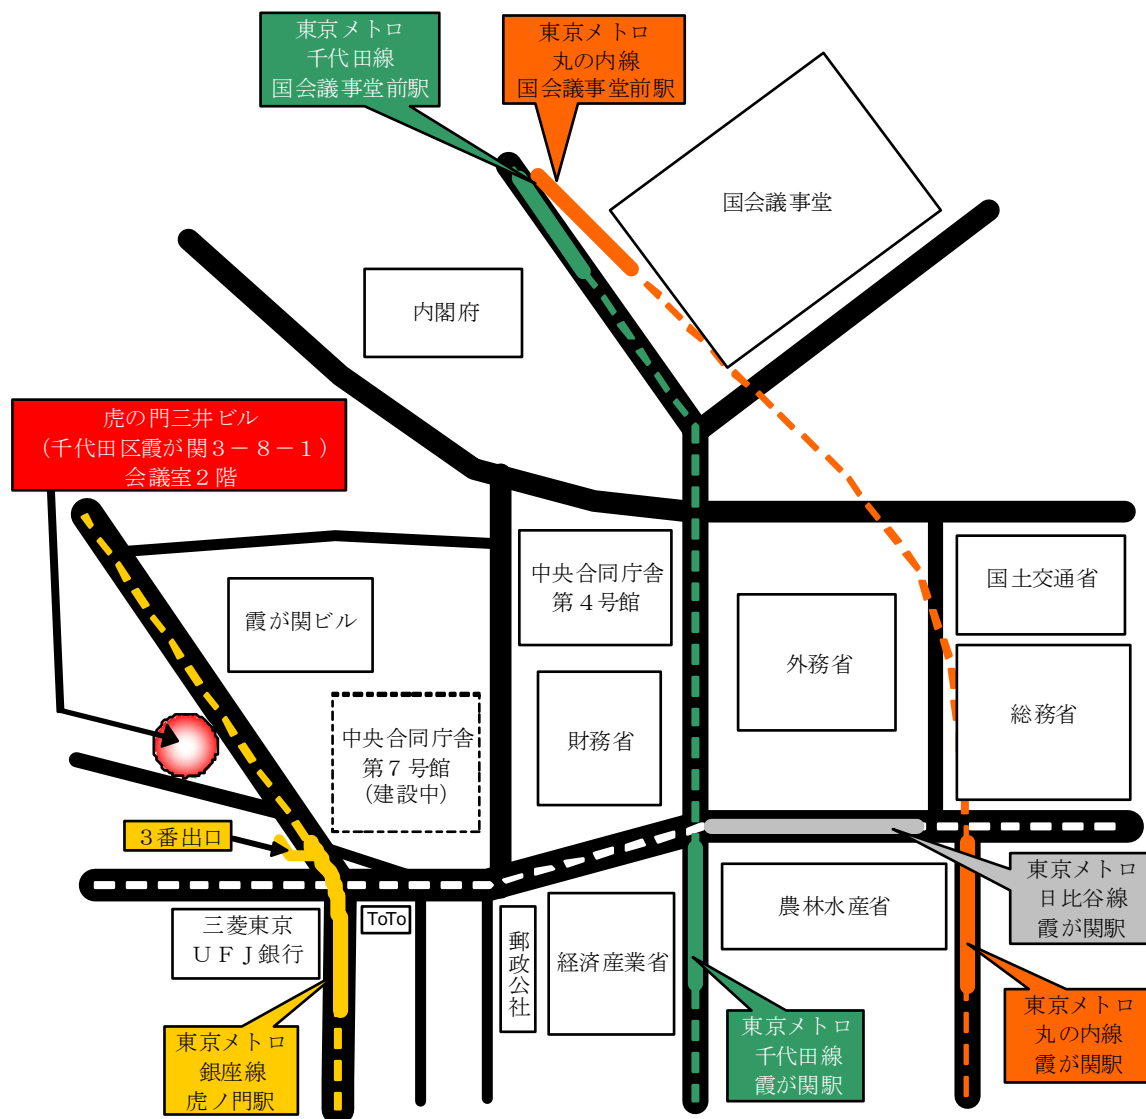 東京メトロ
千代田線
国会議事堂前駅
東京メトロ
丸の内線
国会議事堂前駅
国会議事堂
内閣府
虎の門三井ビル
（千代田区霞が関３－８－１）
会議室２階
中央合同庁舎
第４号館
国土交通省
霞が関ビル
外務省
総務省
財務省
中央合同庁舎
第７号館
(建設中)
３番出口
東京メトロ
日比谷線
霞が関駅
農林水産省
三菱東京
ＵＦＪ銀行
ToTo
郵政公社
経済産業省
東京メトロ
銀座線
虎ノ門駅
東京メトロ
千代田線
霞が関駅
東京メトロ
丸の内線
霞が関駅